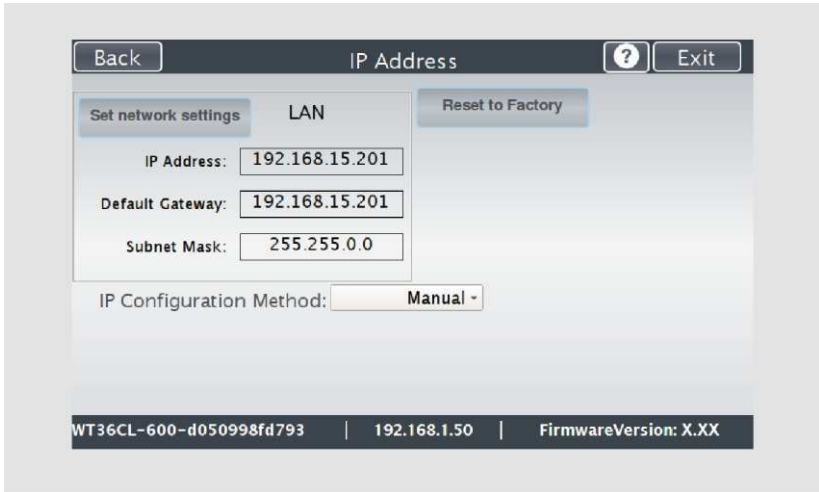 Back IP Address ? Exit
Set network settings LAN Reset to Factory
IP Address: 192.168.15.201
Default Gateway: 192.168.15.201
Subnet Mask: 255.255.0.0
IP Configuration Method: Manual
WT36CL-600-d050998fd793 | 192.168.1.50 | FirmwareVersion: X.XX